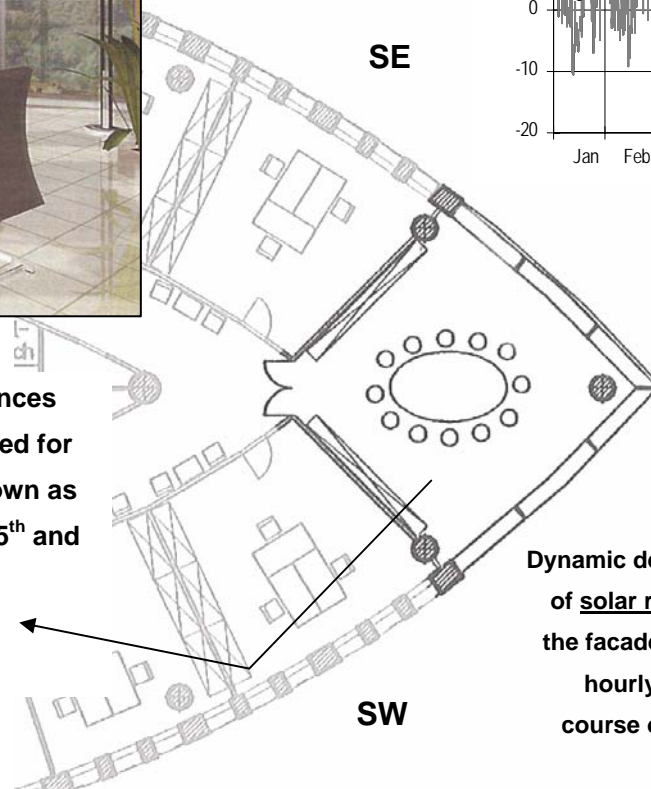 0
-10
-20
Jan Feb
SE
ch
nces
ed for
own as
5th and
Dynamic de
of solar r
the facade
hourly
course
SW